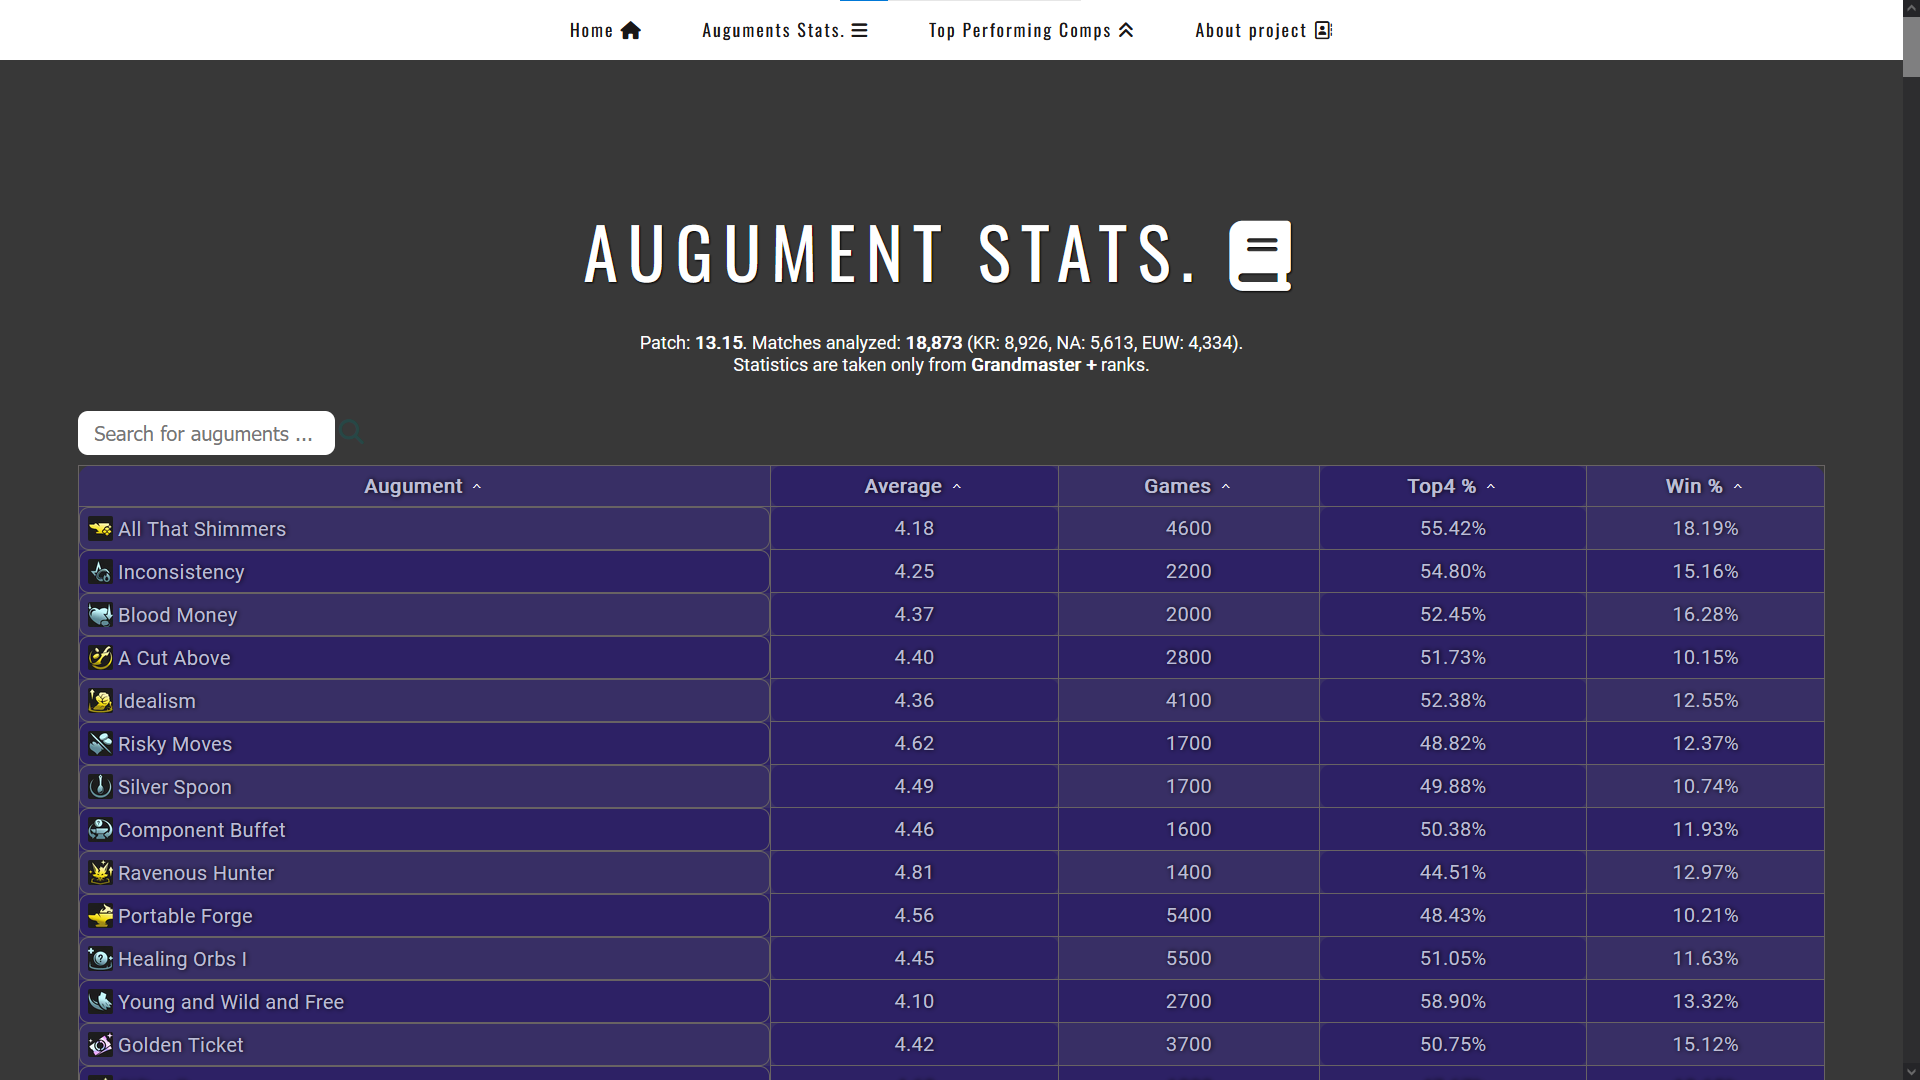 Home
Auguments Stats.
Top Performing Comps
About project
AUGUMENT STATS.
Patch: 13.15. Matches analyzed: 18,873 (KR: 8,926, NA: 5,613, EUW: 4,334).
Statistics are taken only from Grandmaster + ranks.
Search for auguments ...
Augument Average Games Top4 % Win %
All That Shimmers 4.18 4600 55.42% 18.19%
Inconsistency 4.25 2200 54.80% 15.16%
Blood Money 4.37 2000 52.45% 16.28%
A Cut Above 4.40 2800 51.73% 10.15%
Idealism 4.36 4100 52.38% 12.55%
Risky Moves 4.62 1700 48.82% 12.37%
Silver Spoon 4.49 1700 49.88% 10.74%
Component Buffet 4.46 1600 50.38% 11.93%
Ravenous Hunter 4.81 1400 44.51% 12.97%
Portable Forge 4.56 5400 48.43% 10.21%
Healing Orbs I 4.45 5500 51.05% 11.63%
Young and Wild and Free 4.10 2700 58.90% 13.32%
Golden Ticket 4.42 3700 50.75% 15.12%